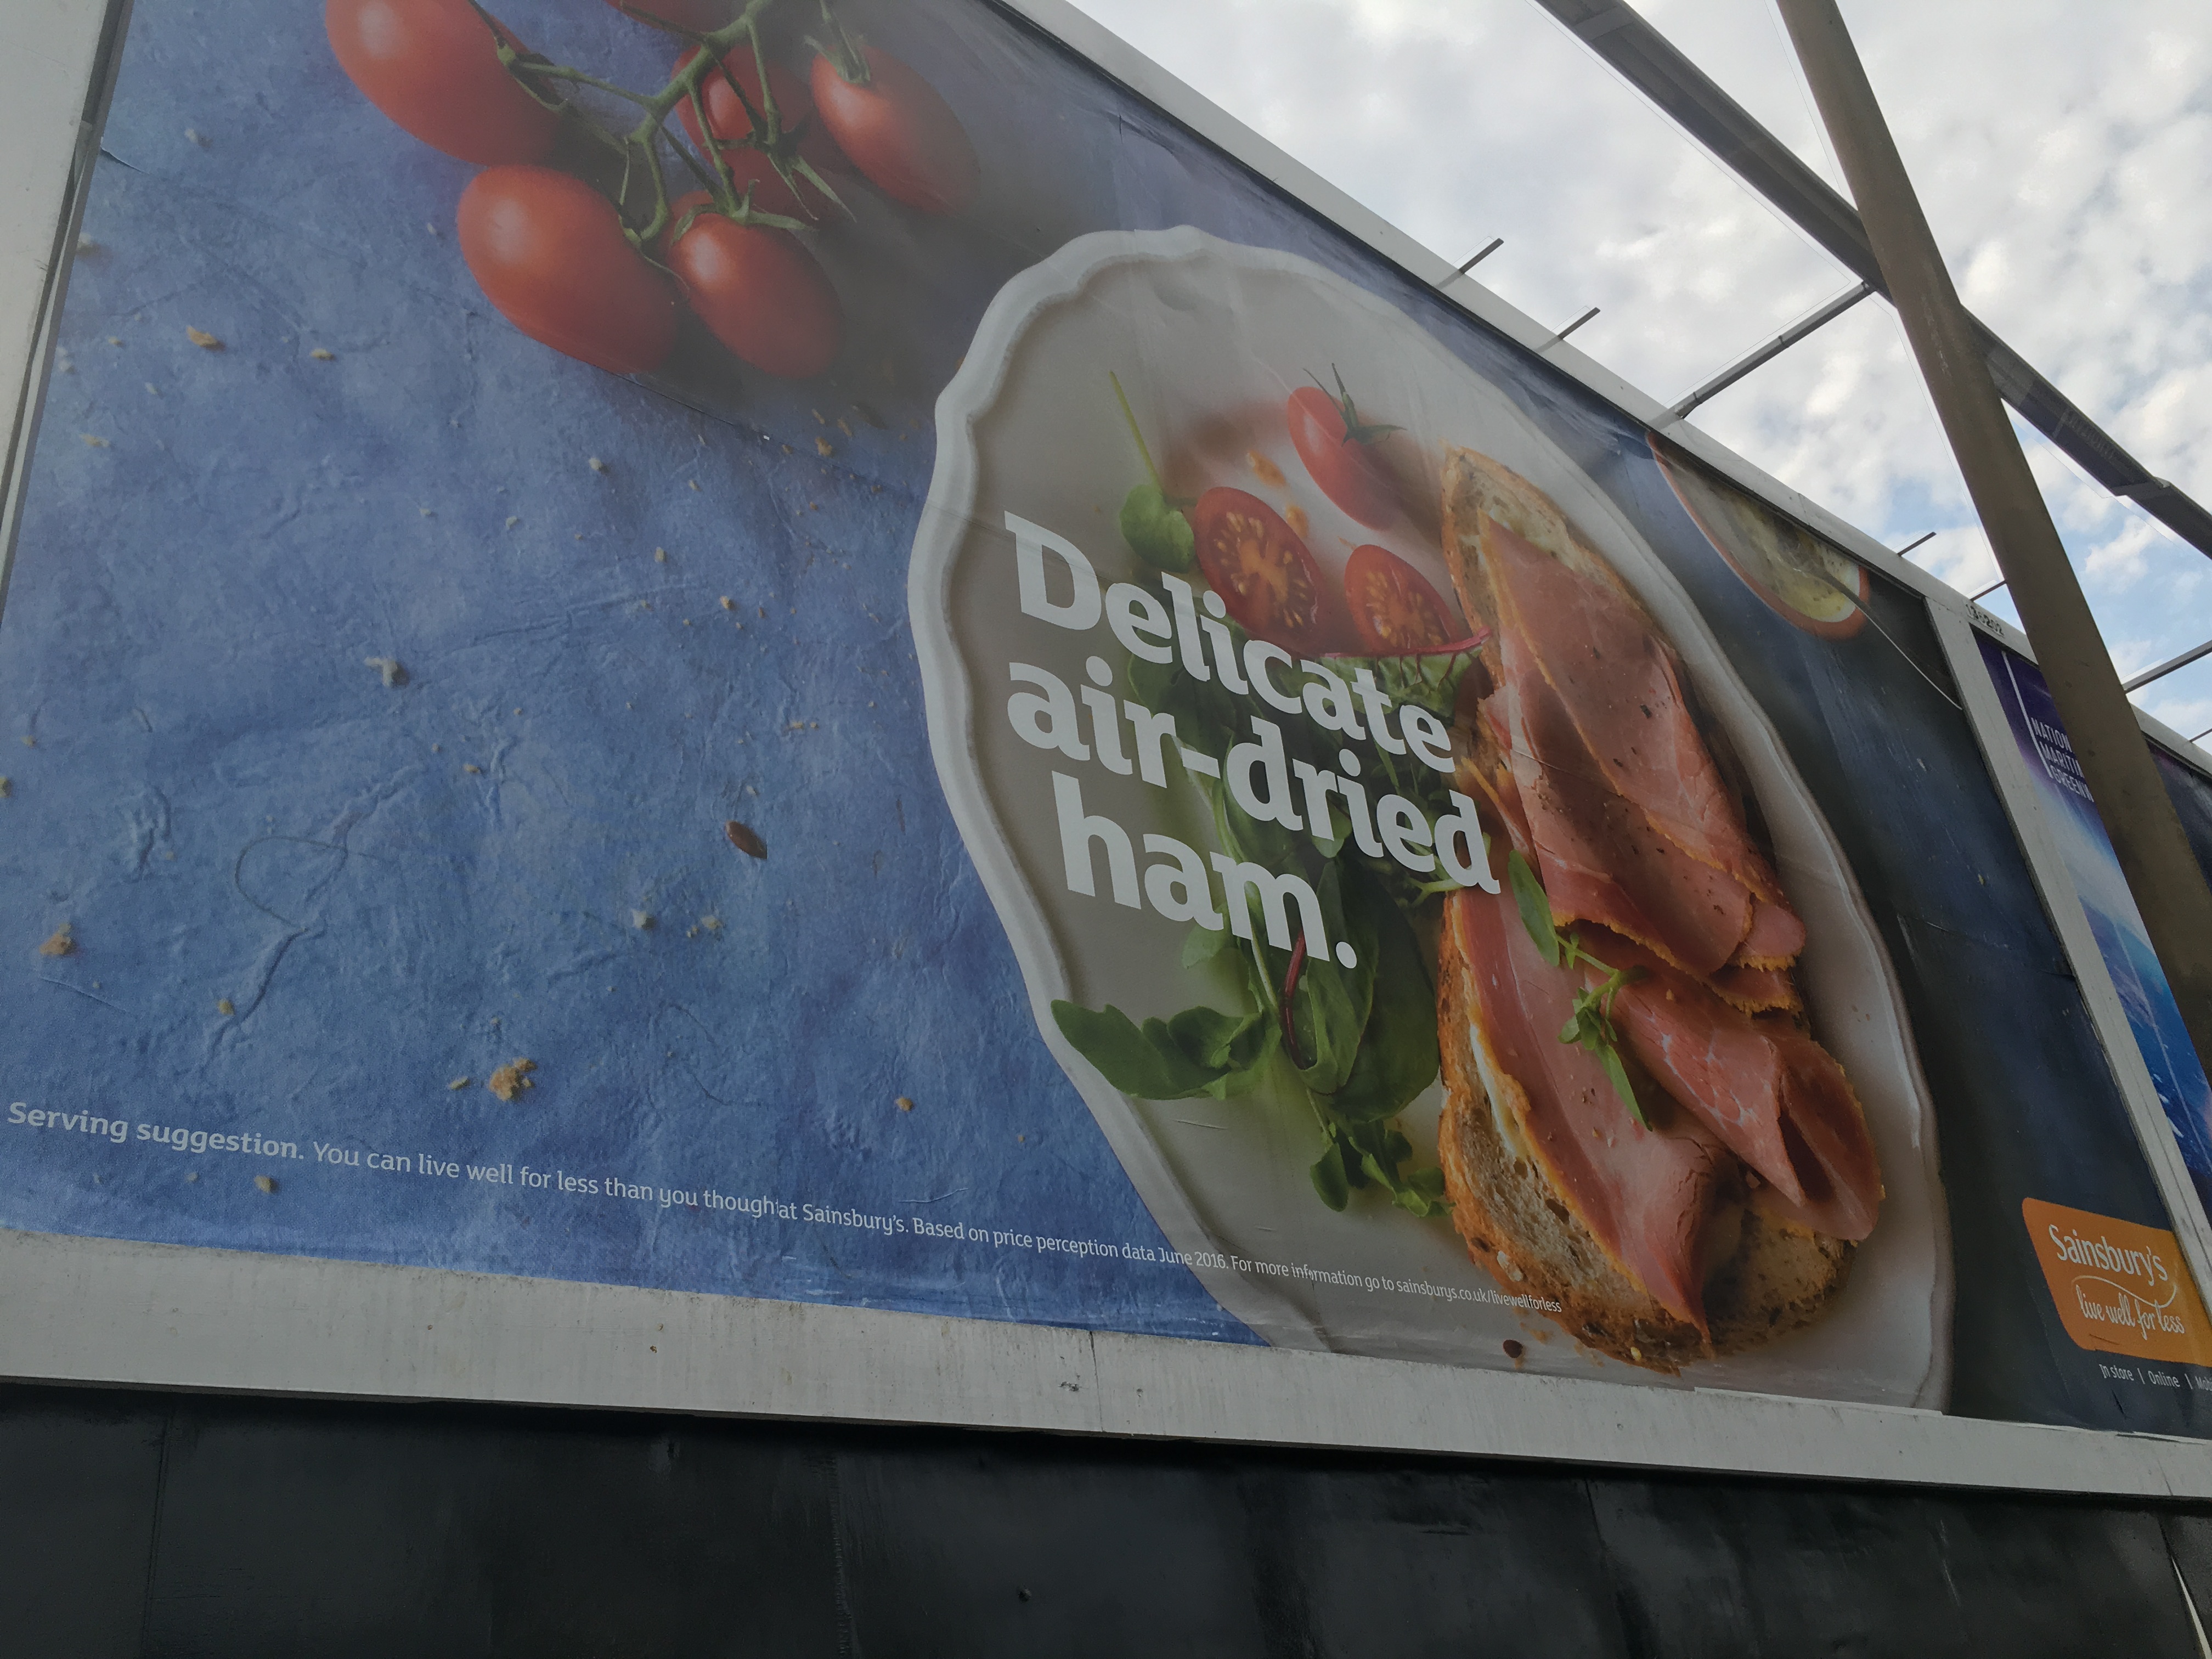 Delicate
air-dried
ham.
Serving suggestion. You can live well for less than you though at Sainsbury's. Based on price perception data June 2016. For more information go to sainsburys.co.uk/livewellforless
Sainsbury's
live well for less
In store | Online |